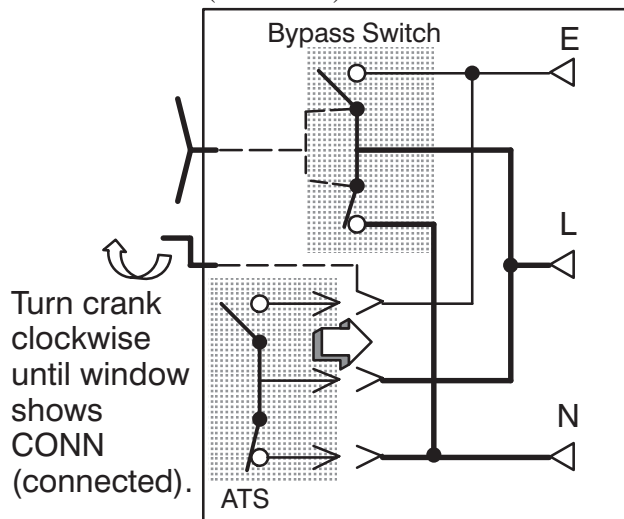 Bypass Switch
E
L
N
Turn crank
clockwise
until window
shows
CONN
(connected).
ATS